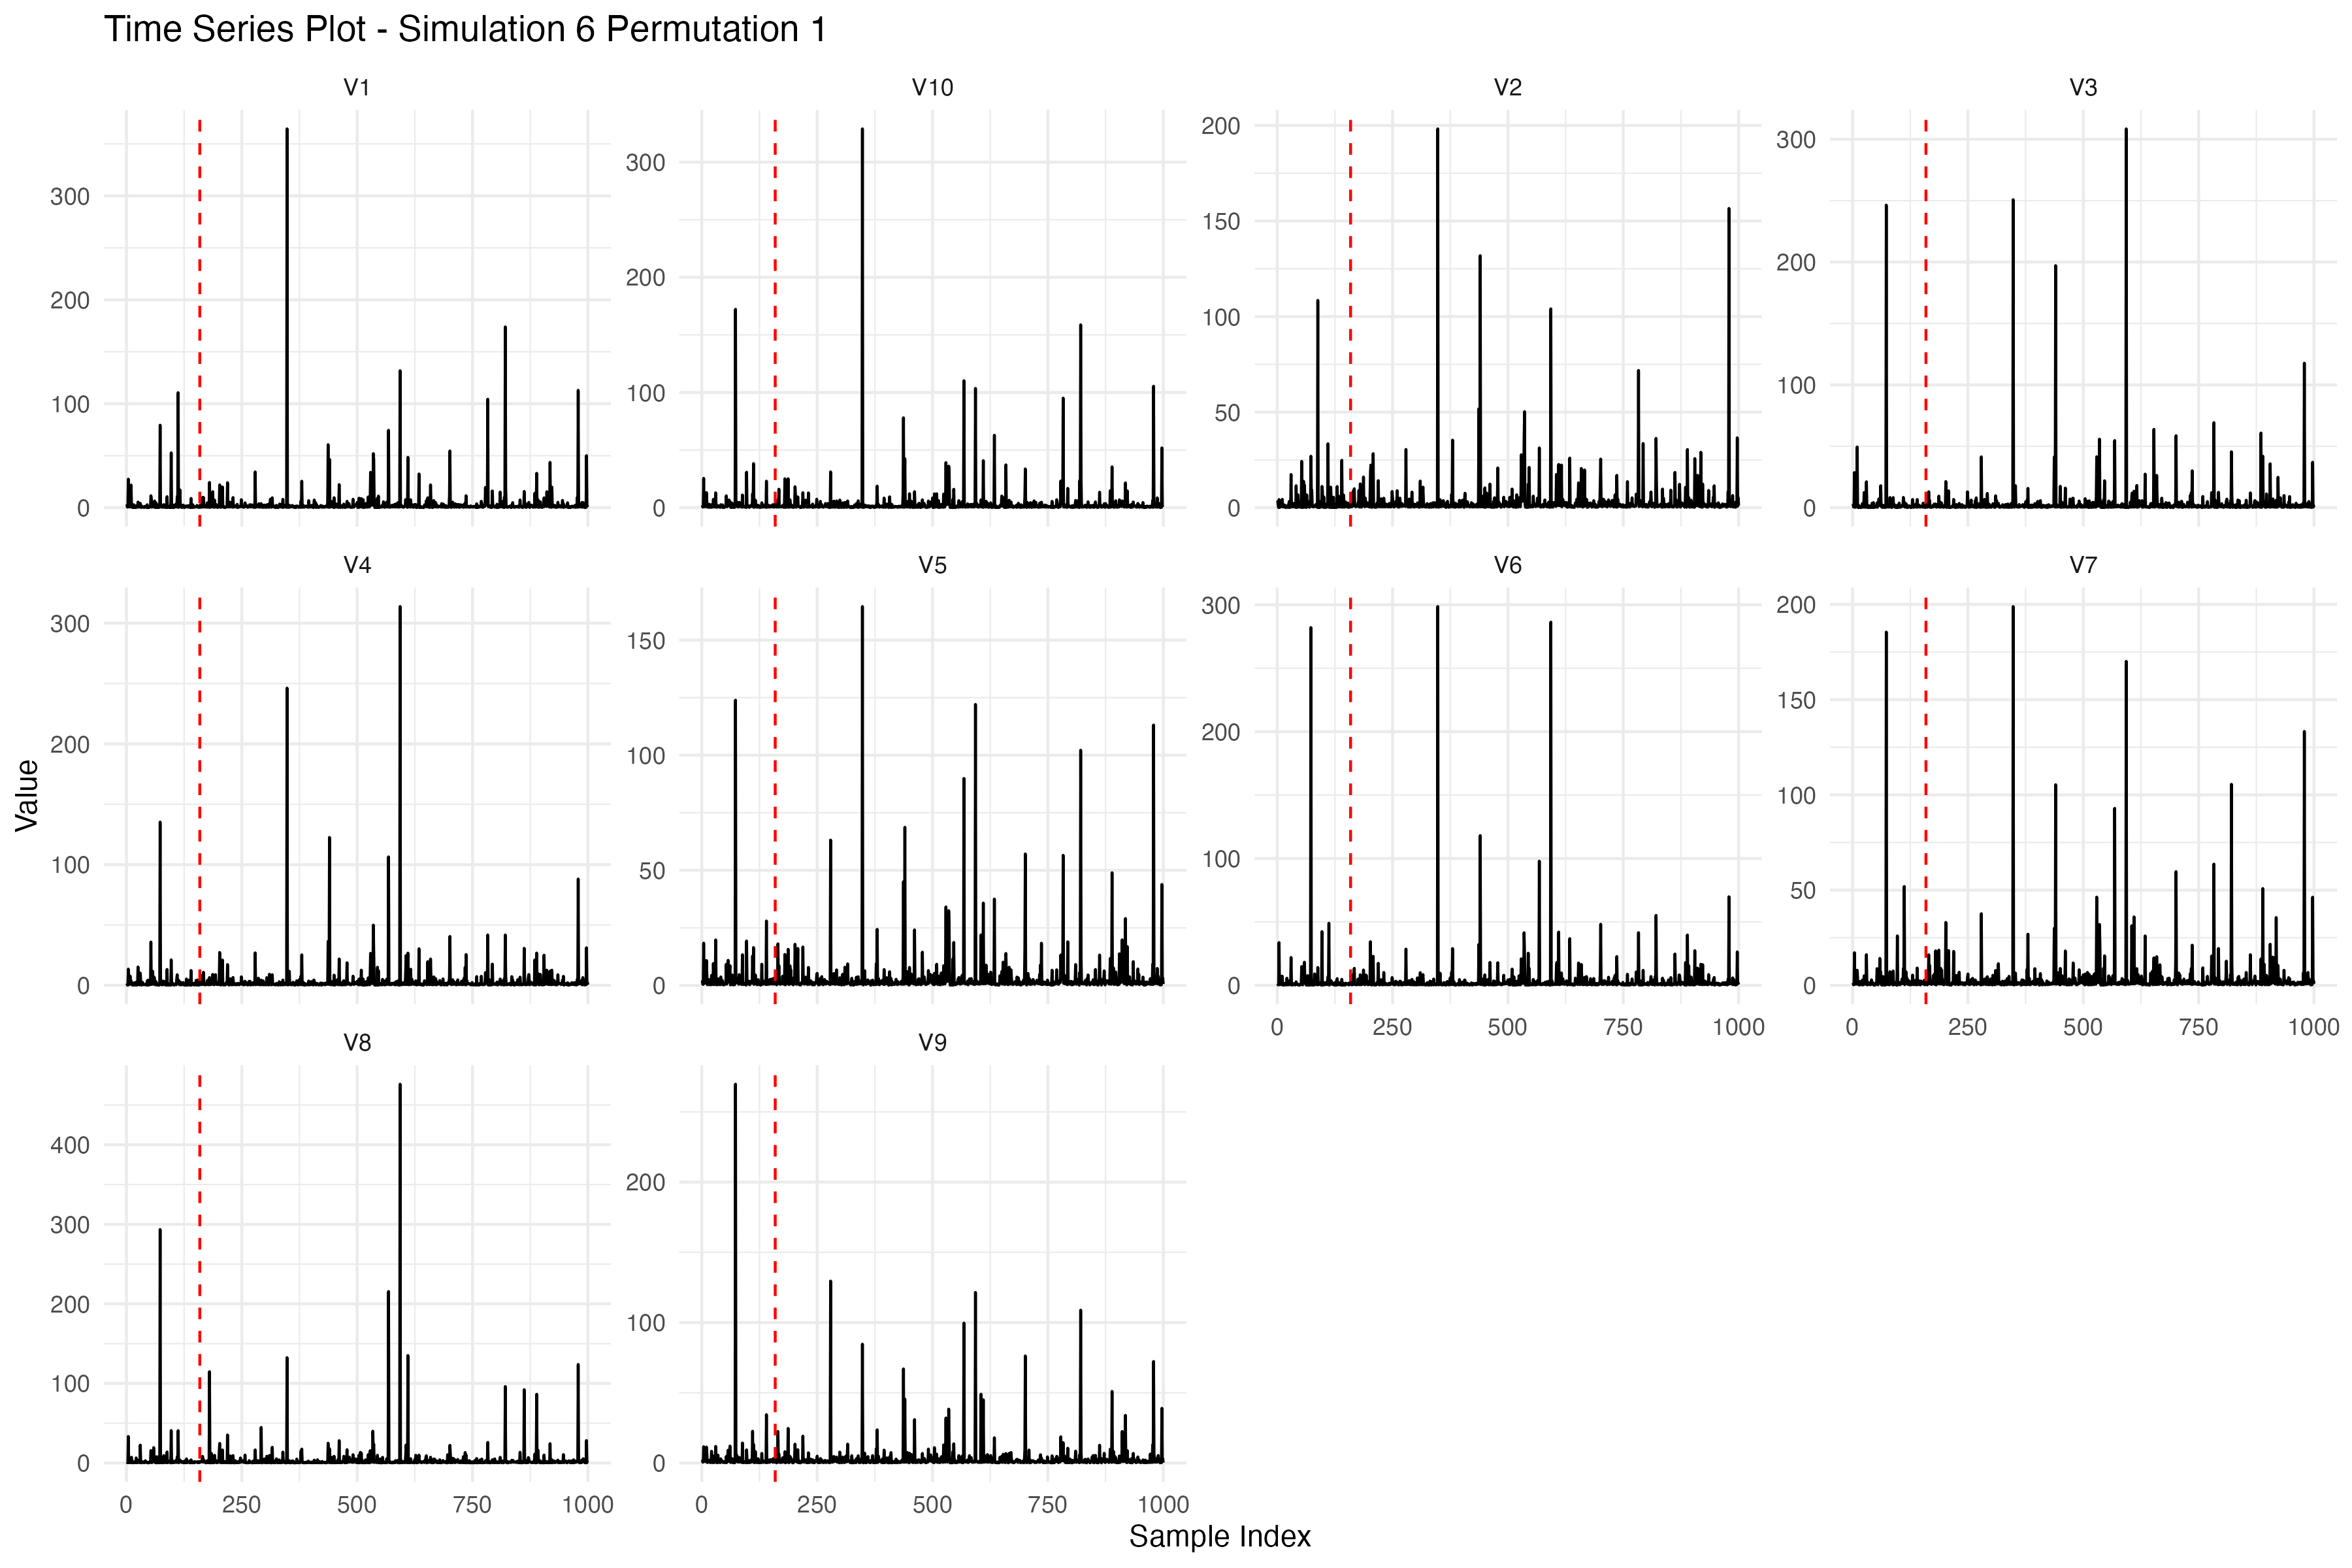 Time Series Plot - Simulation 6 Permutation 1
V1 V10 V2 V3
300 300 200 300
200 200 150 200
100 100 100 100
0 0 50 0
0
V4 V5 V6 V7
300 150 300 200
200 100 200 150
100 50 100 100
0 0 0 50
0
0 250 500 750 1000 0 250 500 750 1000
V8 V9
400 200
300 100
200 0
100
0
0 250 500 750 1000 0 250 500 750 1000
Value
Sample Index